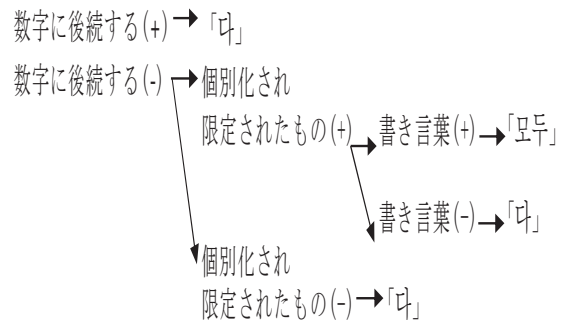 数字に後続する(+)→「다」
数字に後続する(-)→個別化され
限定されたもの(+)→書き言葉(+)→「모두」
書き言葉(-)→「다」
個別化され
限定されたもの(-)→「다」